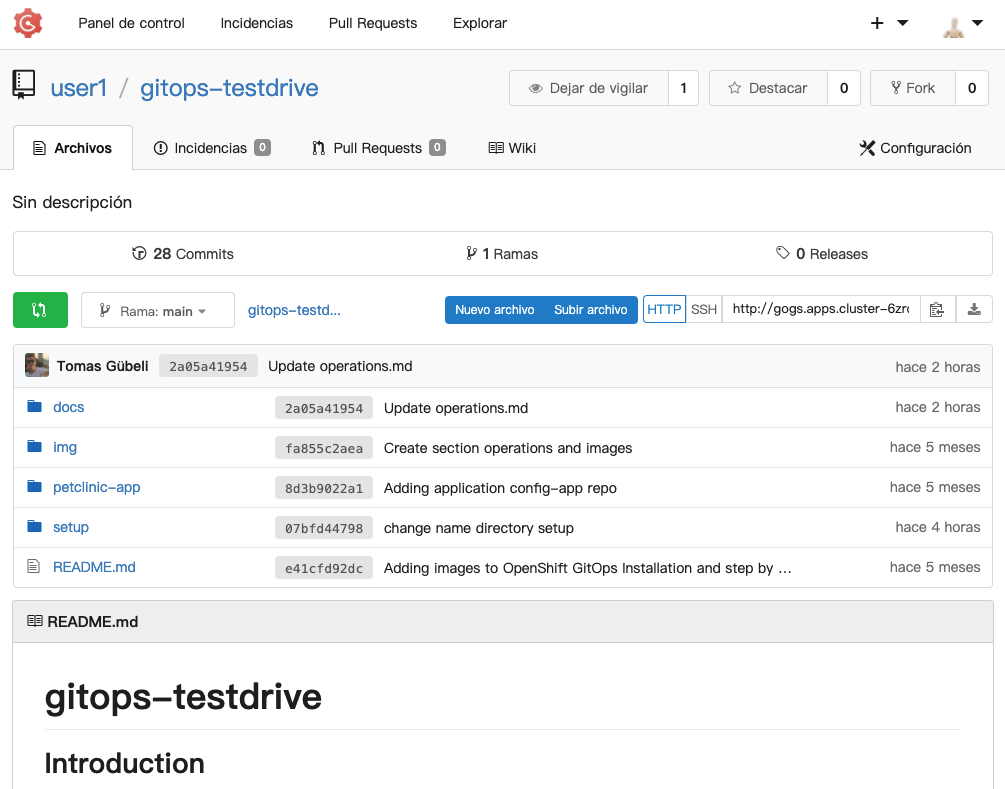 Panel de control Incidencias Pull Requests Explorar
user1 / gitops-testdrive Dejar de vigilar 1 Destacar 0 Fork 0
Archivos Incidencias 0 Pull Requests 0 Wiki Configuración
Sin descripción
28 Commits 1 Ramas 0 Releases
Rama: main gitops-testd... Nuevo archivo Subir archivo HTTP SSH http://gogs.apps.cluster-6zr
Tomas Gübeli 2a05a41954 Update operations.md hace 2 horas
docs 2a05a41954 Update operations.md hace 2 horas
img fa855c2aea Create section operations and images hace 5 meses
petclinic-app 8d3b9022a1 Adding application config-app repo hace 5 meses
setup 07bfd44798 change name directory setup hace 4 horas
README.md e41cfd92dc Adding images to OpenShift GitOps Installation and step by ... hace 5 meses
README.md
gitops-testdrive
Introduction